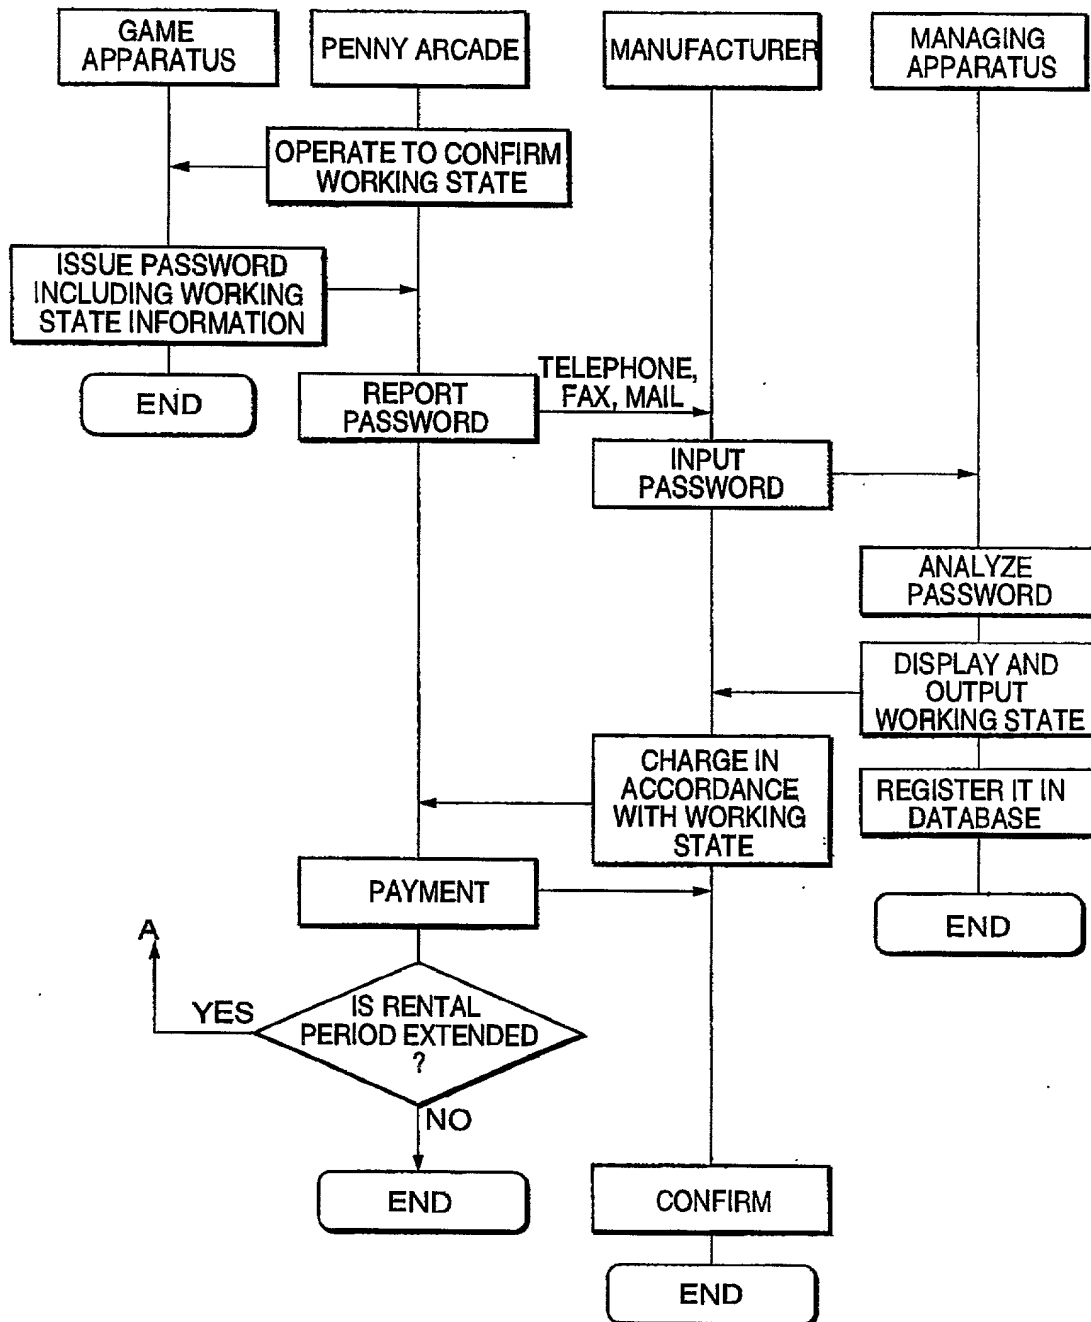 GAME
APPARATUS
PENNY ARCADE
MANUFACTURER
MANAGING
APPARATUS
OPERATE TO CONFIRM
WORKING STATE
ISSUE PASSWORD
INCLUDING WORKING
STATE INFORMATION
END
REPORT
PASSWORD
TELEPHONE,
FAX, MAIL
INPUT
PASSWORD
ANALYZE
PASSWORD
DISPLAY AND
OUTPUT
WORKING STATE
CHARGE IN
ACCORDANCE
WITH WORKING
STATE
REGISTER IT IN
DATABASE
PAYMENT
END
A
YES
IS RENTAL
PERIOD EXTENDED
?
NO
END
CONFIRM
END